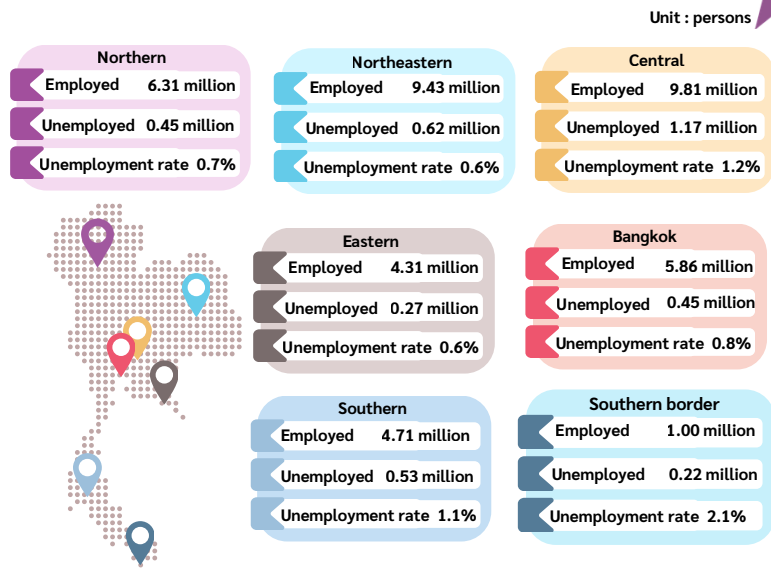 Unit : persons
Northern
Employed 6.31 million
Unemployed 0.45 million
Unemployment rate 0.7%
Northeastern
Employed 9.43 million
Unemployed 0.62 million
Unemployment rate 0.6%
Central
Employed 9.81 million
Unemployed 1.17 million
Unemployment rate 1.2%
Eastern
Employed 4.31 million
Unemployed 0.27 million
Unemployment rate 0.6%
Bangkok
Employed 5.86 million
Unemployed 0.45 million
Unemployment rate 0.8%
Southern
Employed 4.71 million
Unemployed 0.53 million
Unemployment rate 1.1%
Southern border
Employed 1.00 million
Unemployed 0.22 million
Unemployment rate 2.1%